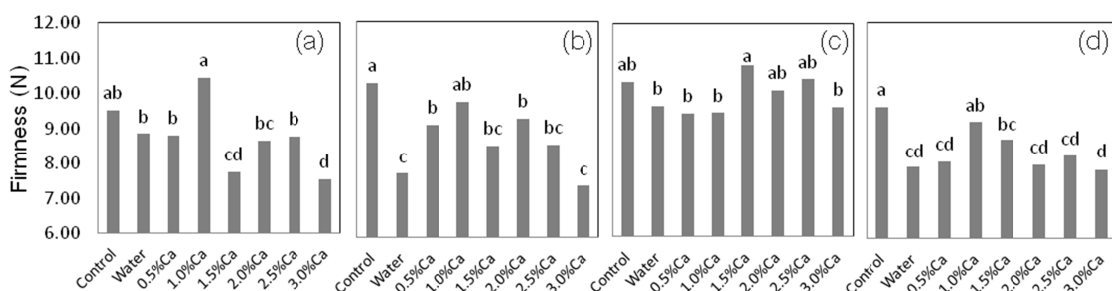 12.00
11.00
10.00
9.00
8.00
7.00
6.00
Firmness (N)
(a)
ab
b
b
a
cd
bc
b
d
Control
Water
0.5%Ca
1.0%Ca
1.5%Ca
2.0%Ca
2.5%Ca
3.0%Ca
(b)
a
c
b
ab
bc
b
bc
c
Control
Water
0.5%Ca
1.0%Ca
1.5%Ca
2.0%Ca
2.5%Ca
3.0%Ca
(c)
ab
b
b
b
a
ab
ab
b
Control
Water
0.5%Ca
1.0%Ca
1.5%Ca
2.0%Ca
2.5%Ca
3.0%Ca
(d)
a
cd
cd
ab
bc
cd
cd
d
Control
Water
0.5%Ca
1.0%Ca
1.5%Ca
2.0%Ca
2.5%Ca
3.0%Ca